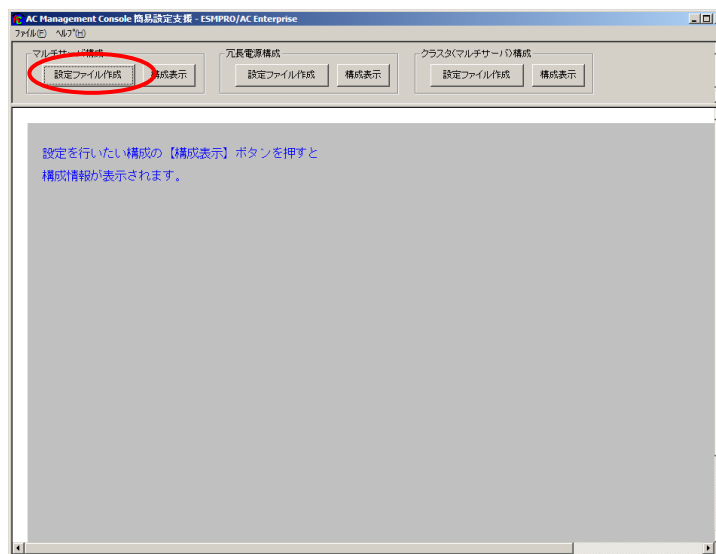 AC Management Console 簡易設定支援 - ESMPRO/AC Enterprise
ﾌｧｲﾙ(F) ﾍﾙﾌﾟ(H)
マルチサーバ構成 冗長電源構成 クラスタ(マルチサーバ)構成
設定ファイル作成 構成表示 設定ファイル作成 構成表示 設定ファイル作成 構成表示
設定を行いたい構成の【構成表示】ボタンを押すと
構成情報が表示されます。